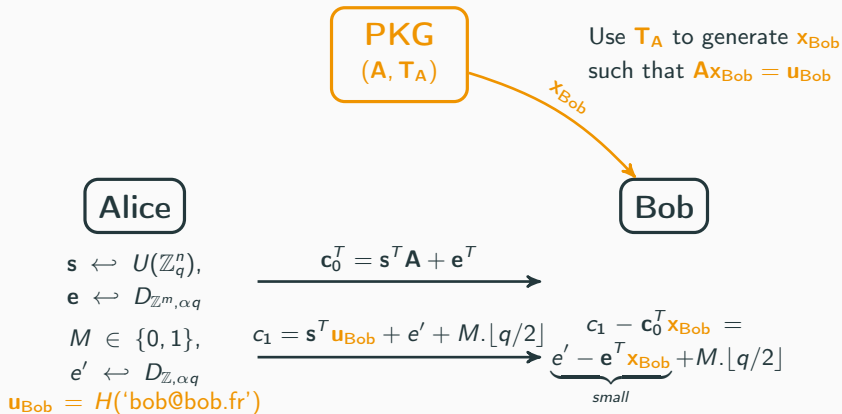 PKG
(A, T_A)
Use T_A to generate x_Bob
such that Ax_Bob = u_Bob
x_Bob
Alice
Bob
s ↩ U(ℤ_q^n),
e ↩ D_{ℤ^m,αq}
M ∈ {0, 1},
e′ ↩ D_{ℤ,αq}
u_Bob = H(‘bob@bob.fr’)
c_0^T = s^T A + e^T
c_1 = s^T u_Bob + e′ + M.⌊q/2⌋
c_1 − c_0^T x_Bob =
e′ − e^T x_Bob + M.⌊q/2⌋
small